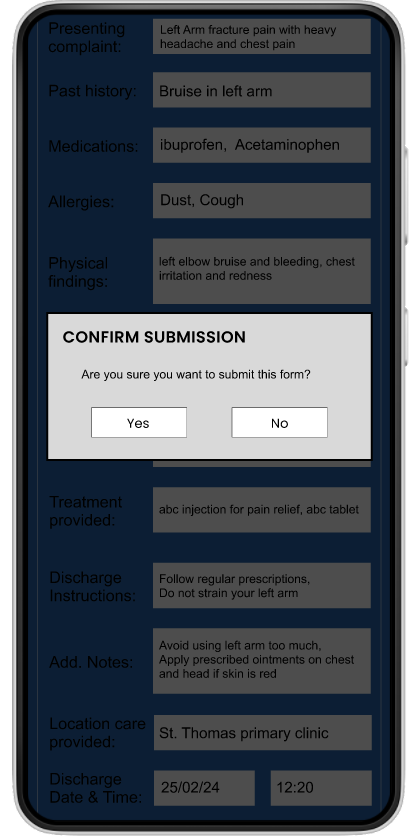 Presenting
complaint:
Left Arm fracture pain with heavy
headache and chest pain
Past history:
Bruise in left arm
Medications:
ibuprofen, Acetaminophen
Allergies:
Dust, Cough
Physical
findings:
left elbow bruise and bleeding, chest
irritation and redness
CONFIRM SUBMISSION
Are you sure you want to submit this form?
Yes
No
Treatment
provided:
abc injection for pain relief, abc tablet
Discharge
Instructions:
Follow regular prescriptions,
Do not strain your left arm
Add. Notes:
Avoid using left arm too much,
Apply prescribed ointments on chest
and head if skin is red
Location care
provided:
St. Thomas primary clinic
Discharge
Date & Time:
25/02/24
12:20